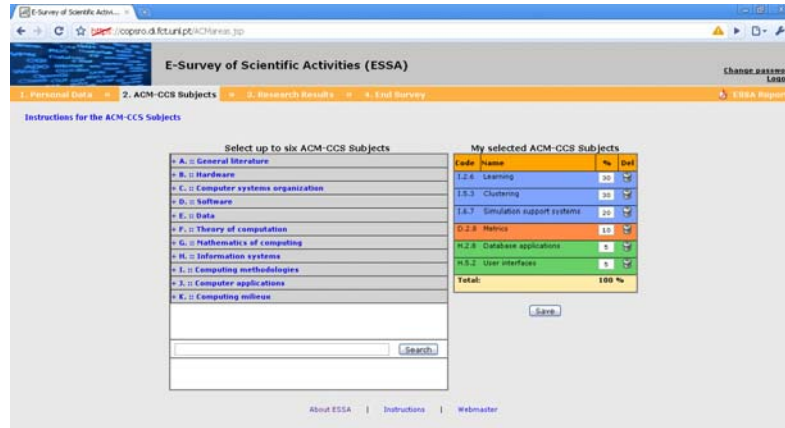 E-Survey of Scientific Activ...
https://copsro.di.fct.unl.pt/ACMareas.jsp
E-Survey of Scientific Activities (ESSA)
Change passw
Logo
1. Personal Data » 2. ACM-CCS Subjects » 3. Research Results » 4. End Survey
ESSA Repor
Instructions for the ACM-CCS Subjects
Select up to six ACM-CCS Subjects
+ A. :: General literature
+ B. :: Hardware
+ C. :: Computer systems organization
+ D. :: Software
+ E. :: Data
+ F. :: Theory of computation
+ G. :: Mathematics of computing
+ H. :: Information systems
+ I. :: Computing methodologies
+ J. :: Computer applications
+ K. :: Computing milieux
Search
My selected ACM-CCS Subjects
Code Name % Del
I.2.6 Learning 30
I.5.3 Clustering 30
I.6.7 Simulation support systems 20
D.2.8 Metrics 10
H.2.8 Database applications 5
H.5.2 User interfaces 5
Total: 100 %
Save
About ESSA | Instructions | Webmaster